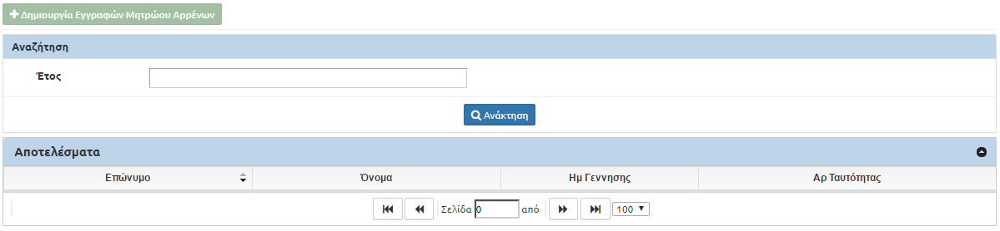 Δημιουργία Εγγραφών Μητρώου Αρρένων
Αναζήτηση
Έτος
Ανάκτηση
Αποτελέσματα
Επώνυμο Όνομα Ημ Γεννησης Αρ Ταυτότητας
Σελίδα 0 από 100